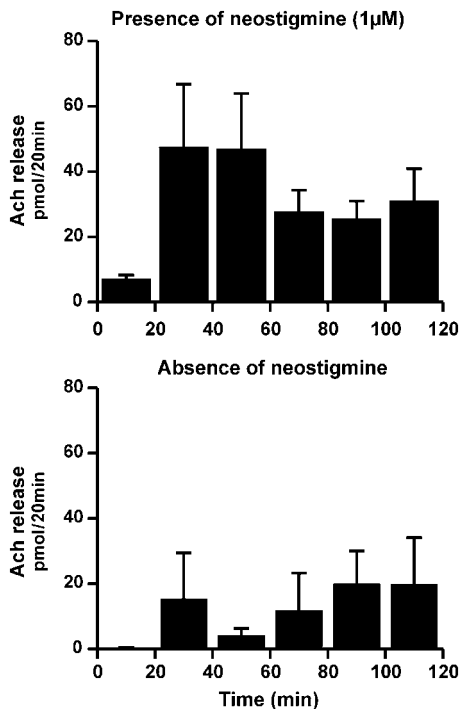 Presence of neostigmine (1µM)
80
60
40
20
0
Ach release
pmol/20min
0 20 40 60 80 100 120
Absence of neostigmine
80
60
40
20
0
Ach release
pmol/20min
0 20 40 60 80 100 120
Time (min)